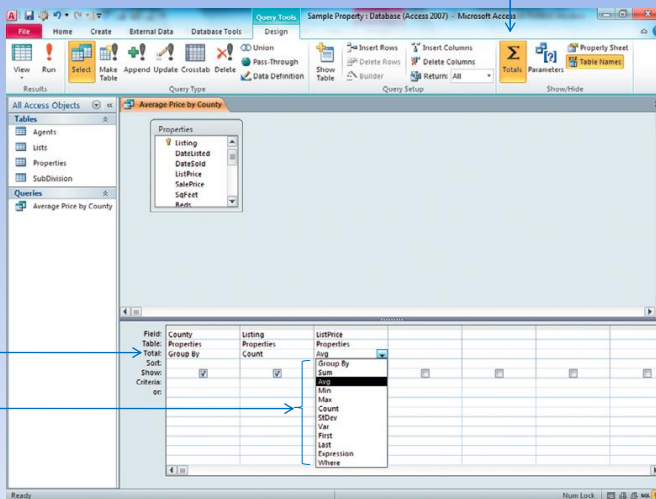 Query Tools
Sample Property : Database (Access 2007) - Microsoft Access
File Home Create External Data Database Tools Design
View
Run
Select
Make Table
Append
Update
Crosstab
Delete
Union
Pass-Through
Data Definition
Show Table
Insert Rows
Delete Rows
Builder
Insert Columns
Delete Columns
Return: All
Totals
Parameters
Property Sheet
Table Names
Results
Query Type
Query Setup
Show/Hide
All Access Objects
Average Price by County
Tables
Agents
Lists
Properties
SubDivision
Queries
Average Price by County
Properties
Listing
DateListed
DateSold
ListPrice
SalePrice
SqFeet
Beds
Field: County Listing ListPrice
Table: Properties Properties Properties
Total: Group By Count Avg
Sort:
Show:
Criteria:
or:
Group By
Sum
Avg
Min
Max
Count
StDev
Var
First
Last
Expression
Where
Ready
Num Lock